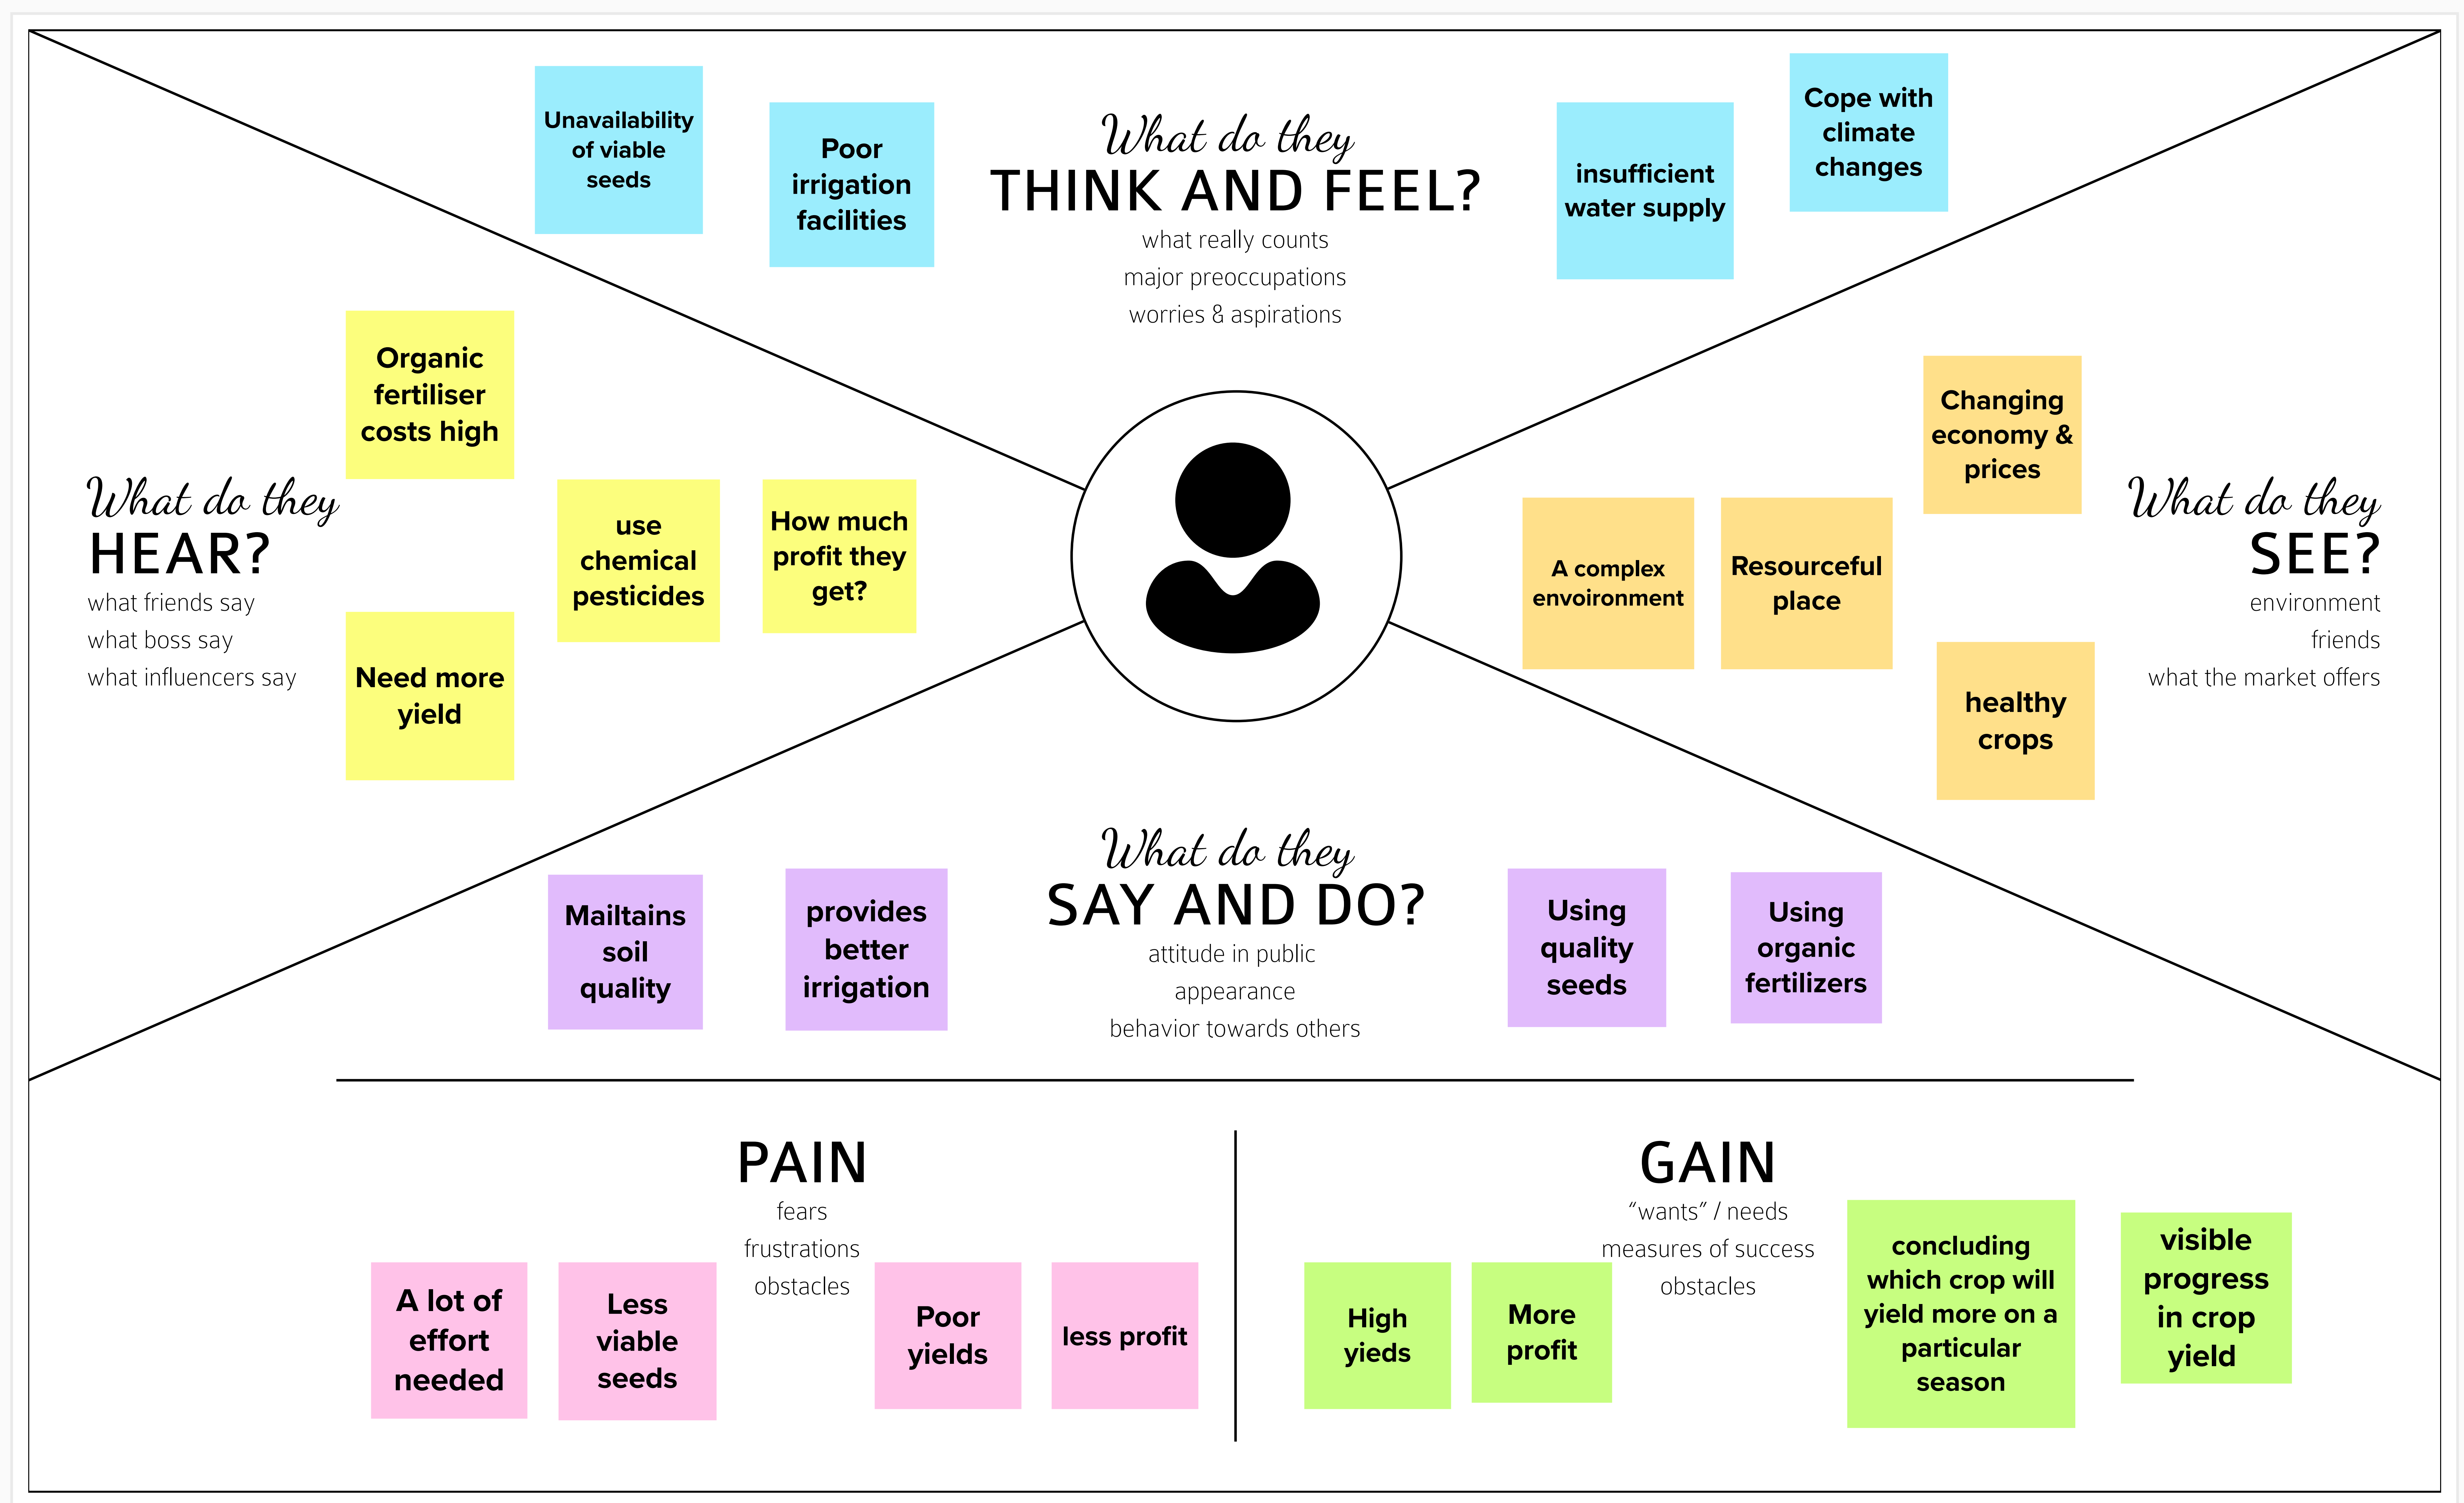 What do they
THINK AND FEEL?
what really counts
major preoccupations
worries & aspirations
Unavailability
of viable
seeds
Poor
irrigation
facilities
insufficient
water supply
Cope with
climate
changes
What do they
HEAR?
what friends say
what boss say
what influencers say
Organic
fertiliser
costs high
use
chemical
pesticides
How much
profit they
get?
Need more
yield
What do they
SEE?
environment
friends
what the market offers
Changing
economy &
prices
A complex
envoironment
Resourceful
place
healthy
crops
What do they
SAY AND DO?
attitude in public
appearance
behavior towards others
Mailtains
soil
quality
provides
better
irrigation
Using
quality
seeds
Using
organic
fertilizers
PAIN
fears
frustrations
obstacles
A lot of
effort
needed
Less
viable
seeds
Poor
yields
less profit
GAIN
“wants” / needs
measures of success
obstacles
High
yieds
More
profit
concluding
which crop will
yield more on a
particular
season
visible
progress
in crop
yield